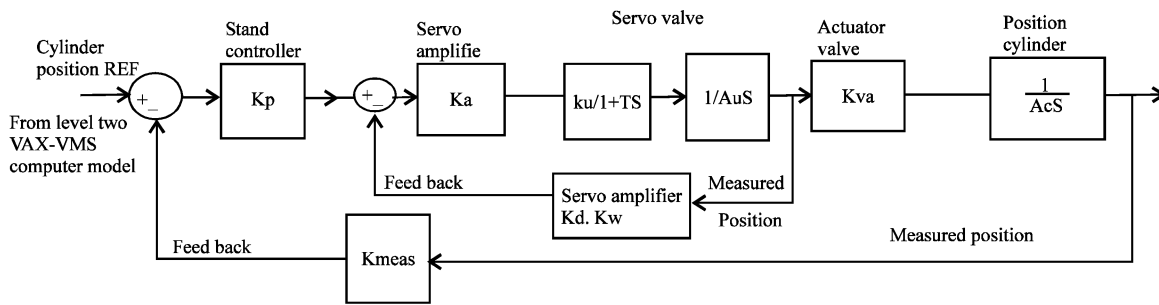 Cylinder
position REF
Stand
controller
Servo
amplifie
Servo valve
Actuator
valve
Position
cylinder
+
_
Kp
+
_
Ka
ku/1+TS
1/AuS
Kva
1
AcS
From level two
VAX-VMS
computer model
Feed back
Servo amplifier
Kd. Kw
Measured
Position
Feed back
Kmeas
Measured position